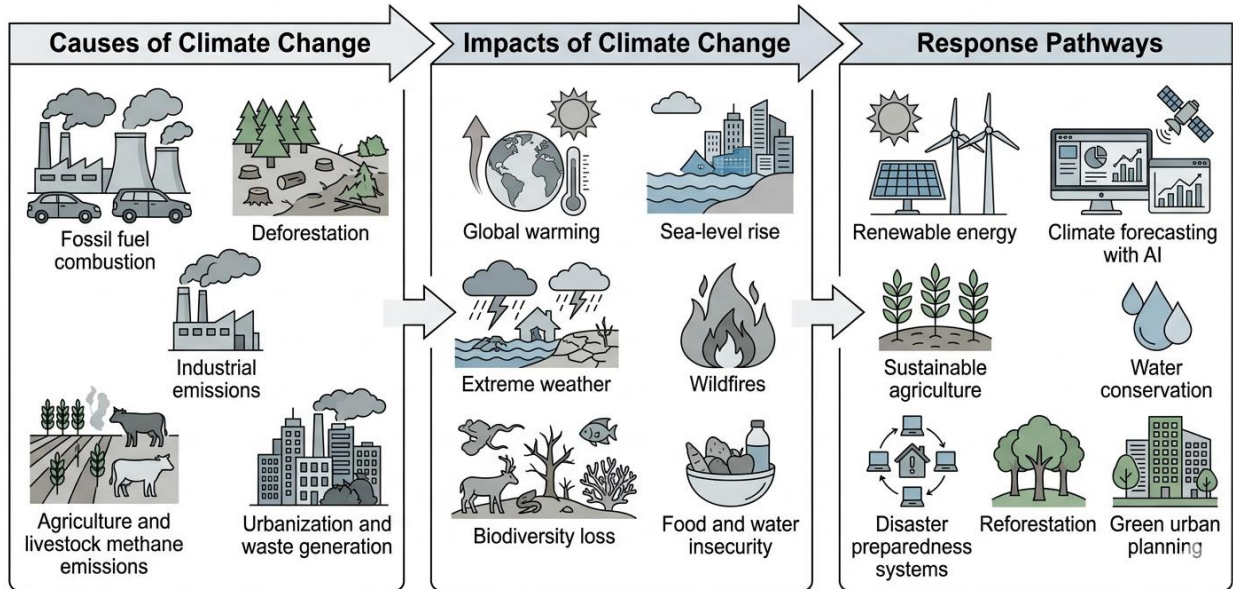 Causes of Climate Change
Fossil fuel
combustion
Deforestation
Industrial
emissions
Agriculture and
livestock methane
emissions
Urbanization and
waste generation
Impacts of Climate Change
Global warming
Sea-level rise
Extreme weather
Wildfires
Biodiversity loss
Food and water
insecurity
Response Pathways
Renewable energy
Climate forecasting
with AI
Sustainable
agriculture
Water
conservation
Disaster
preparedness
systems
Reforestation
Green urban
planning